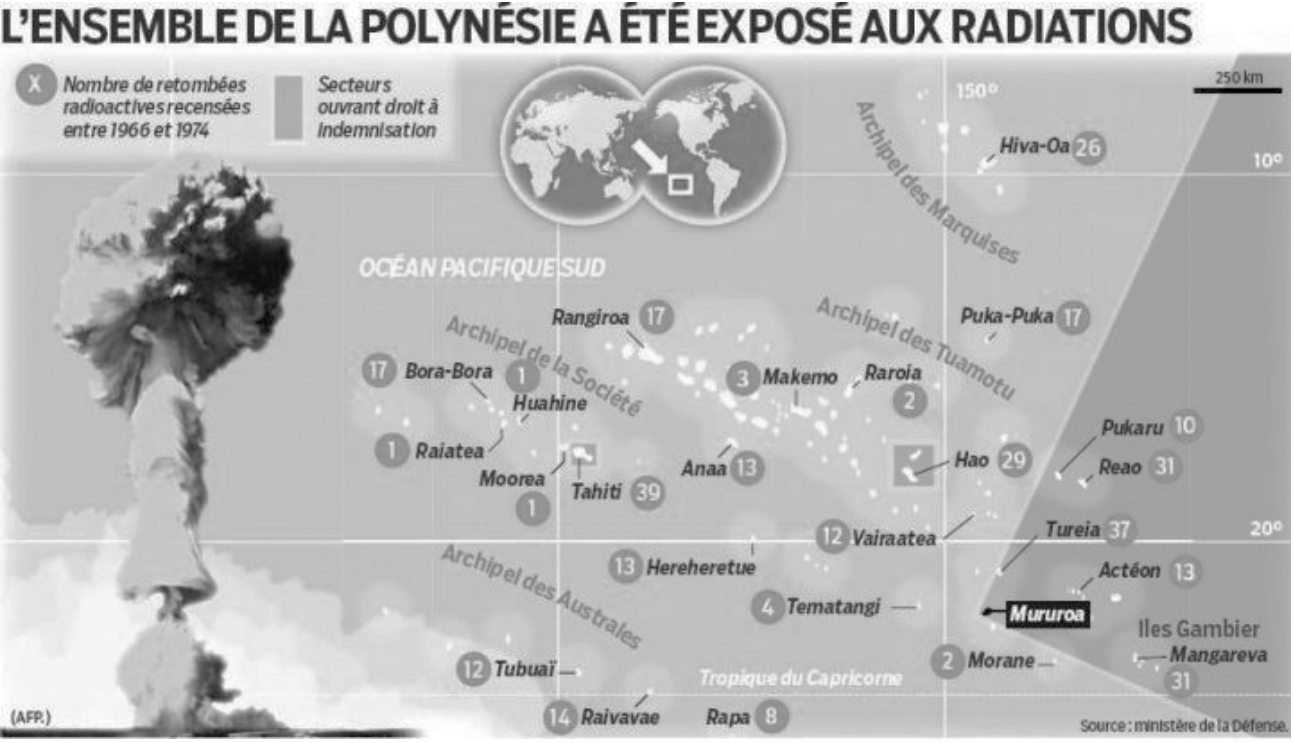 L'ENSEMBLE DE LA POLYNÉSIE A ÉTÉ EXPOSÉ AUX RADIATIONS
X Nombre de retombées
radioactives recensées
entre 1966 et 1974
Secteurs
ouvrant droit à
indemnisation
250 km
150°
10°
Archipel des Marquises
Hiva-Oa 26
OCÉAN PACIFIQUE SUD
Rangiroa 17
Archipel de la Société
Archipel des Tuamotu
Puka-Puka 17
17 Bora-Bora
1
Huahine
3 Makemo
Raroia
2
1 Raiatea
Moorea
1
Tahiti 39
Anaa 13
Hao 29
Pukaru 10
Reao 31
12 Vairaatea
Tureia 37
20°
Archipel des Australes
13 Hereheretue
4 Tematangi
Actéon 13
Mururoa
Iles Gambier
Mangareva
31
2 Morane
12 Tubuaï
Tropique du Capricorne
14 Raivavae
Rapa 8
(AFP.)
Source : ministère de la Défense.